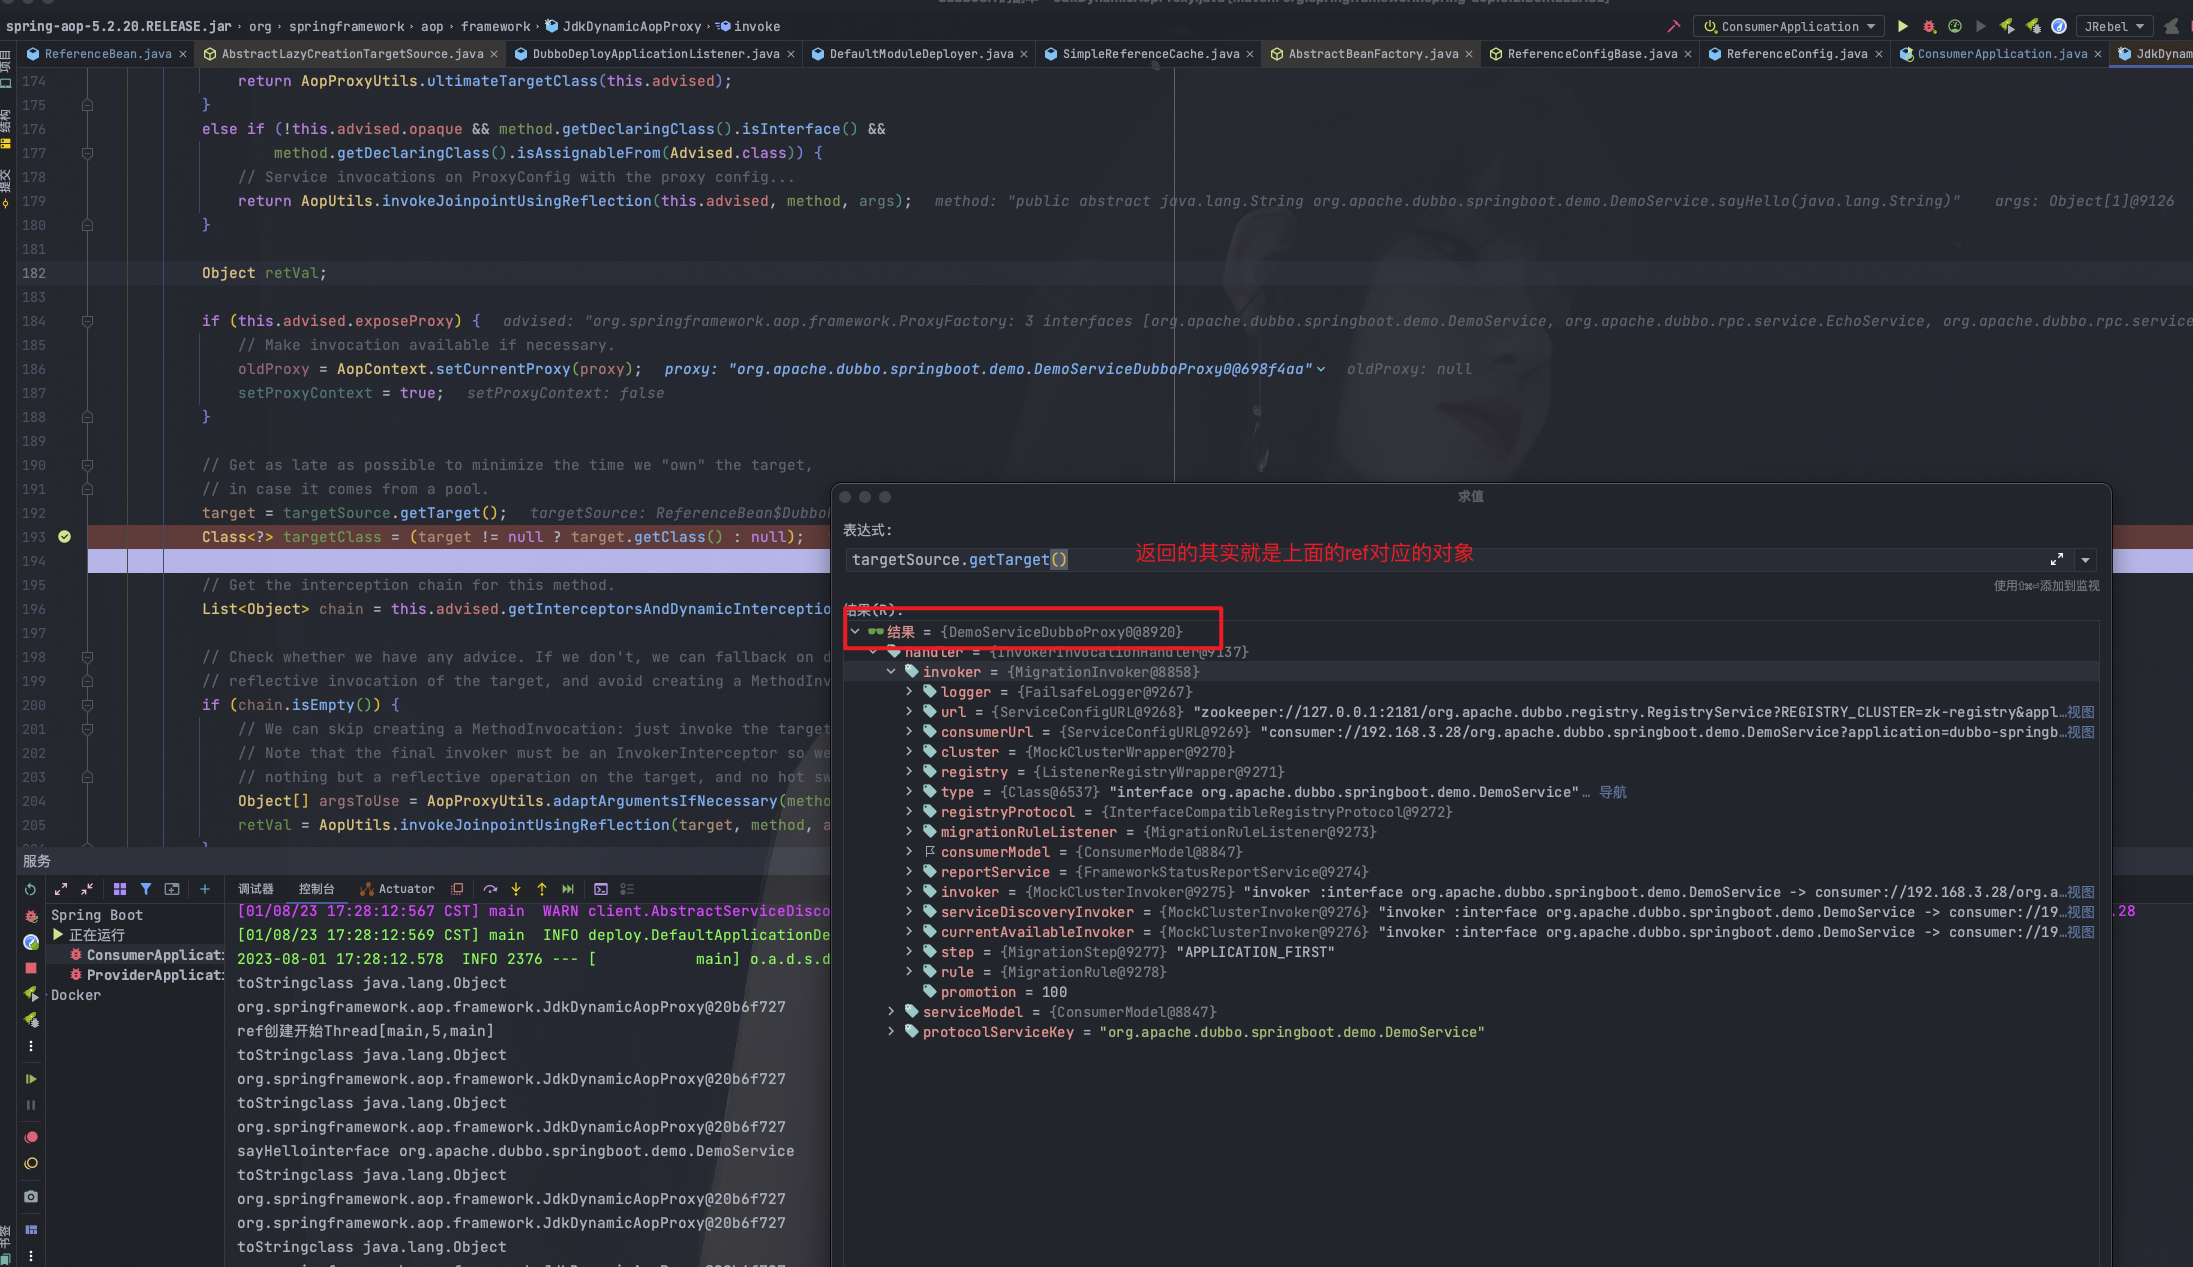 spring-aop-5.2.20.RELEASE.jar › org › springframework › aop › framework › JdkDynamicAopProxy › invoke
ConsumerApplication
JRebel
ReferenceBean.java × AbstractLazyCreationTargetSource.java × DubboDeployApplicationListener.java × DefaultModuleDeployer.java × SimpleReferenceCache.java × AbstractBeanFactory.java × ReferenceConfigBase.java × ReferenceConfig.java × ConsumerApplication.java × JdkDynam
项目
结构
提交
174 return AopProxyUtils.ultimateTargetClass(this.advised);
175 }
176 else if (!this.advised.opaque && method.getDeclaringClass().isInterface() &&
177 method.getDeclaringClass().isAssignableFrom(Advised.class)) {
178 // Service invocations on ProxyConfig with the proxy config...
179 return AopUtils.invokeJoinpointUsingReflection(this.advised, method, args); method: "public abstract java.lang.String org.apache.dubbo.springboot.demo.DemoService.sayHello(java.lang.String)" args: Object[1]@9126
180 }
181
182 Object retVal;
183
184 if (this.advised.exposeProxy) { advised: "org.springframework.aop.framework.ProxyFactory: 3 interfaces [org.apache.dubbo.springboot.demo.DemoService, org.apache.dubbo.rpc.service.EchoService, org.apache.dubbo.rpc.service
185 // Make invocation available if necessary.
186 oldProxy = AopContext.setCurrentProxy(proxy); proxy: "org.apache.dubbo.springboot.demo.DemoServiceDubboProxy0@698f4aa" oldProxy: null
187 setProxyContext = true; setProxyContext: false
188 }
189
190 // Get as late as possible to minimize the time we "own" the target,
191 // in case it comes from a pool.
192 target = targetSource.getTarget(); targetSource: ReferenceBean$Dubbo
193 Class<?> targetClass = (target != null ? target.getClass() : null);
194
195 // Get the interception chain for this method.
196 List<Object> chain = this.advised.getInterceptorsAndDynamicInterceptio
197
198 // Check whether we have any advice. If we don't, we can fallback on d
199 // reflective invocation of the target, and avoid creating a MethodInv
200 if (chain.isEmpty()) {
201 // We can skip creating a MethodInvocation: just invoke the target
202 // Note that the final invoker must be an InvokerInterceptor so we
203 // nothing but a reflective operation on the target, and no hot sw
204 Object[] argsToUse = AopProxyUtils.adaptArgumentsIfNecessary(metho
205 retVal = AopUtils.invokeJoinpointUsingReflection(target, method, a
求值
表达式:
targetSource.getTarget()
返回的其实就是上面的ref对应的对象
使用⇧⌘⏎添加到监视
结果(R):
结果 = {DemoServiceDubboProxy0@8920}
handler = {InvokerInvocationHandler@9137}
invoker = {MigrationInvoker@8858}
logger = {FailsafeLogger@9267}
url = {ServiceConfigURL@9268} "zookeeper://127.0.0.1:2181/org.apache.dubbo.registry.RegistryService?REGISTRY_CLUSTER=zk-registry&appl...视图
consumerUrl = {ServiceConfigURL@9269} "consumer://192.168.3.28/org.apache.dubbo.springboot.demo.DemoService?application=dubbo-springb...视图
cluster = {MockClusterWrapper@9270}
registry = {ListenerRegistryWrapper@9271}
type = {Class@6537} "interface org.apache.dubbo.springboot.demo.DemoService"... 导航
registryProtocol = {InterfaceCompatibleRegistryProtocol@9272}
migrationRuleListener = {MigrationRuleListener@9273}
consumerModel = {ConsumerModel@8847}
reportService = {FrameworkStatusReportService@9274}
invoker = {MockClusterInvoker@9275} "invoker :interface org.apache.dubbo.springboot.demo.DemoService -> consumer://192.168.3.28/org.a...视图
serviceDiscoveryInvoker = {MockClusterInvoker@9276} "invoker :interface org.apache.dubbo.springboot.demo.DemoService -> consumer://19...视图
currentAvailableInvoker = {MockClusterInvoker@9276} "invoker :interface org.apache.dubbo.springboot.demo.DemoService -> consumer://19...视图
step = {MigrationStep@9277} "APPLICATION_FIRST"
rule = {MigrationRule@9278}
promotion = 100
serviceModel = {ConsumerModel@8847}
protocolServiceKey = "org.apache.dubbo.springboot.demo.DemoService"
服务
调试器 控制台 Actuator
Spring Boot
正在运行
ConsumerApplicati
ProviderApplicati
Docker
书签
[01/08/23 17:28:12:567 CST] main WARN client.AbstractServiceDisco
.28
[01/08/23 17:28:12:569 CST] main INFO deploy.DefaultApplicationDe
2023-08-01 17:28:12.578 INFO 2376 --- [ main] o.a.d.s.d
toStringclass java.lang.Object
org.springframework.aop.framework.JdkDynamicAopProxy@20b6f727
ref创建开始Thread[main,5,main]
toStringclass java.lang.Object
org.springframework.aop.framework.JdkDynamicAopProxy@20b6f727
toStringclass java.lang.Object
org.springframework.aop.framework.JdkDynamicAopProxy@20b6f727
sayHellointerface org.apache.dubbo.springboot.demo.DemoService
toStringclass java.lang.Object
org.springframework.aop.framework.JdkDynamicAopProxy@20b6f727
org.springframework.aop.framework.JdkDynamicAopProxy@20b6f727
toStringclass java.lang.Object